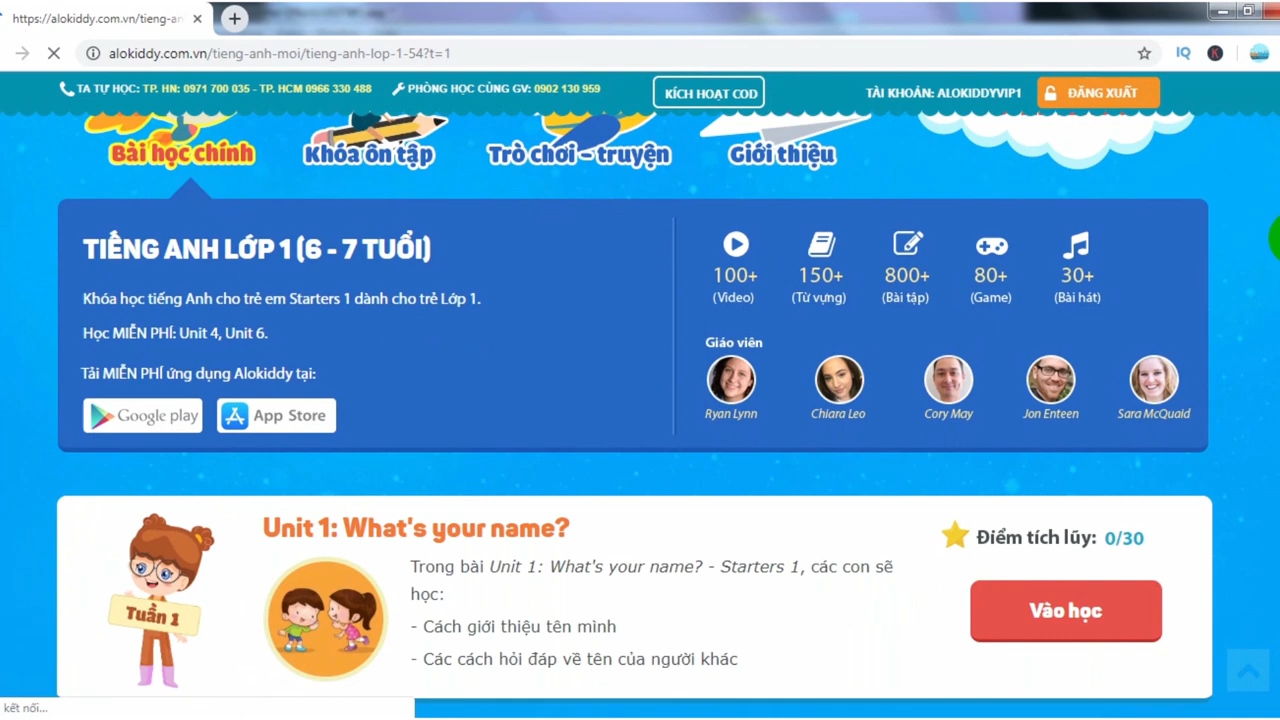 https://alokiddy.com.vn/tieng-an
alokiddy.com.vn/tieng-anh-moi/tieng-anh-lop-1-54?t=1
IQ
K
TA TỰ HỌC: TP. HN: 0971 700 035 - TP. HCM 0966 330 488
PHÒNG HỌC CÙNG GV: 0902 130 959
KÍCH HOẠT COD
TÀI KHOẢN: ALOKIDDYVIP1
ĐĂNG XUẤT
Bài học chính
Khóa ôn tập
Trò chơi - truyện
Giới thiệu
TIẾNG ANH LỚP 1 (6 - 7 TUỔI)
Khóa học tiếng Anh cho trẻ em Starters 1 dành cho trẻ Lớp 1.
Học MIỄN PHÍ: Unit 4, Unit 6.
Tải MIỄN PHÍ ứng dụng Alokiddy tại:
Google play
App Store
100+ 150+ 800+ 80+ 30+
(Video) (Từ vựng) (Bài tập) (Game) (Bài hát)
Giáo viên
Ryan Lynn Chiara Leo Cory May Jon Enteen Sara McQuaid
Unit 1: What's your name?
Tuần 1
Trong bài Unit 1: What's your name? - Starters 1, các con sẽ
học:
- Cách giới thiệu tên mình
- Các cách hỏi đáp về tên của người khác
Điểm tích lũy: 0/30
Vào học
kết nối...